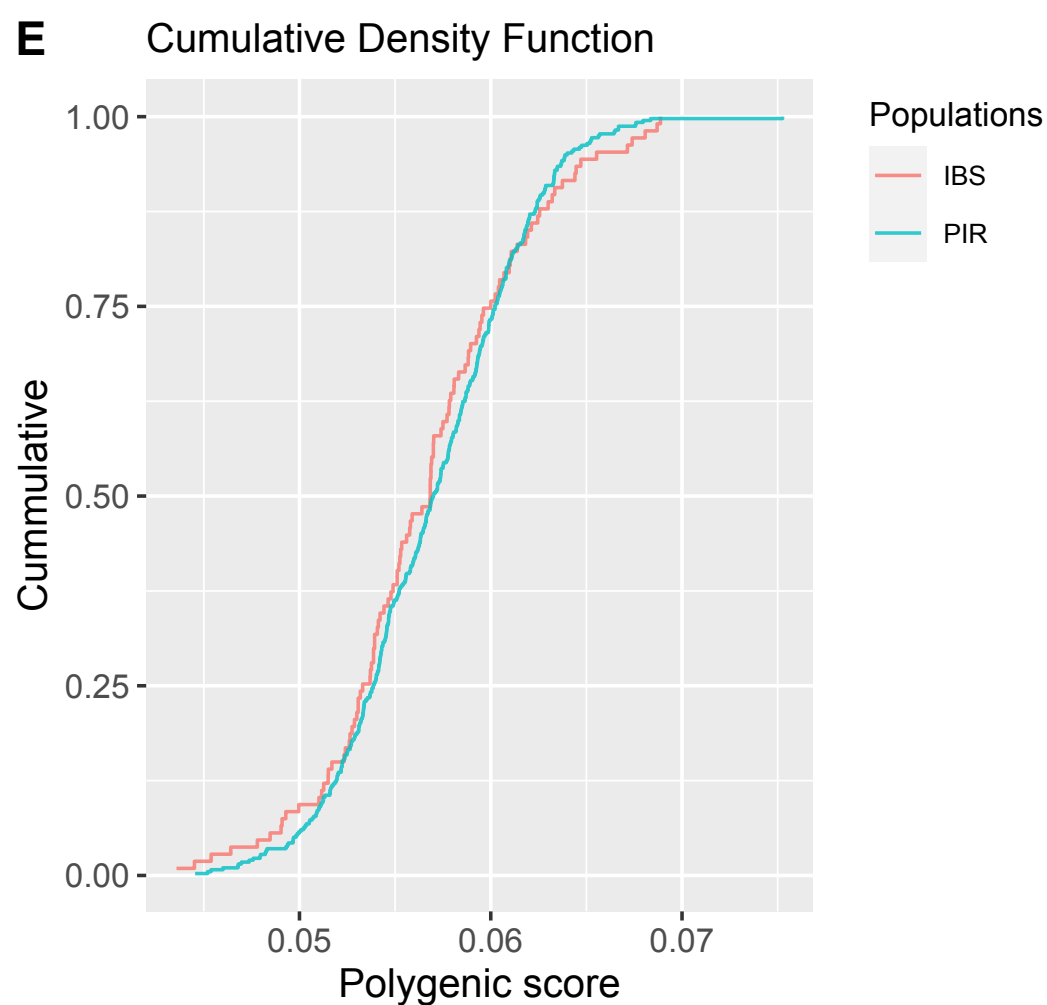 E Cumulative Density Function
Populations
IBS
PIR
Cummulative
1.00
0.75
0.50
0.25
0.00
0.05 0.06 0.07
Polygenic score